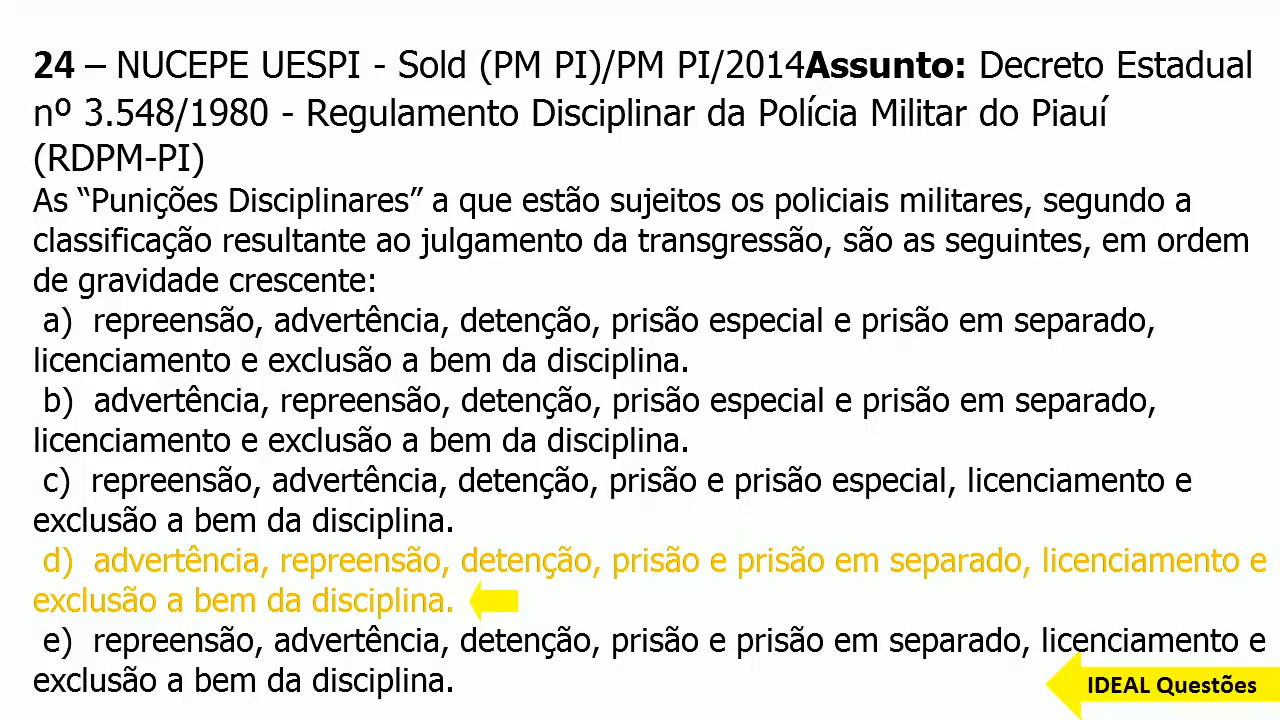 24 – NUCEPE UESPI - Sold (PM PI)/PM PI/2014Assunto: Decreto Estadual
nº 3.548/1980 - Regulamento Disciplinar da Polícia Militar do Piauí
(RDPM-PI)
As “Punições Disciplinares” a que estão sujeitos os policiais militares, segundo a
classificação resultante ao julgamento da transgressão, são as seguintes, em ordem
de gravidade crescente:
a) repreensão, advertência, detenção, prisão especial e prisão em separado,
licenciamento e exclusão a bem da disciplina.
b) advertência, repreensão, detenção, prisão especial e prisão em separado,
licenciamento e exclusão a bem da disciplina.
c) repreensão, advertência, detenção, prisão e prisão especial, licenciamento e
exclusão a bem da disciplina.
d) advertência, repreensão, detenção, prisão e prisão em separado, licenciamento e
exclusão a bem da disciplina.
e) repreensão, advertência, detenção, prisão e prisão em separado, licenciamento e
exclusão a bem da disciplina.
IDEAL Questões